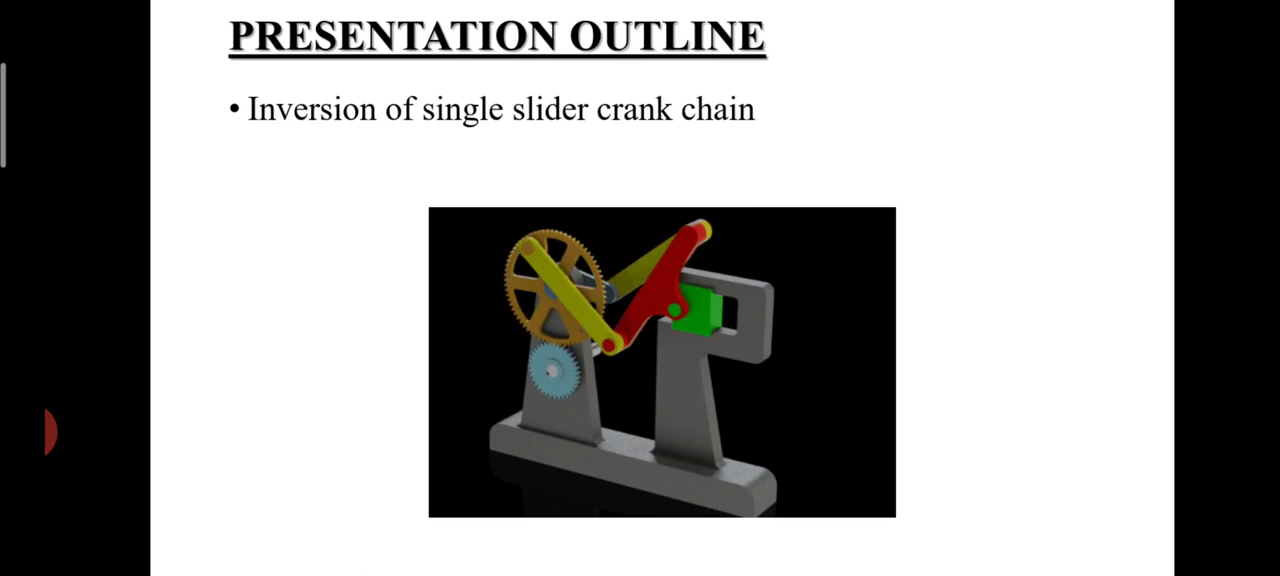 PRESENTATION OUTLINE
• Inversion of single slider crank chain